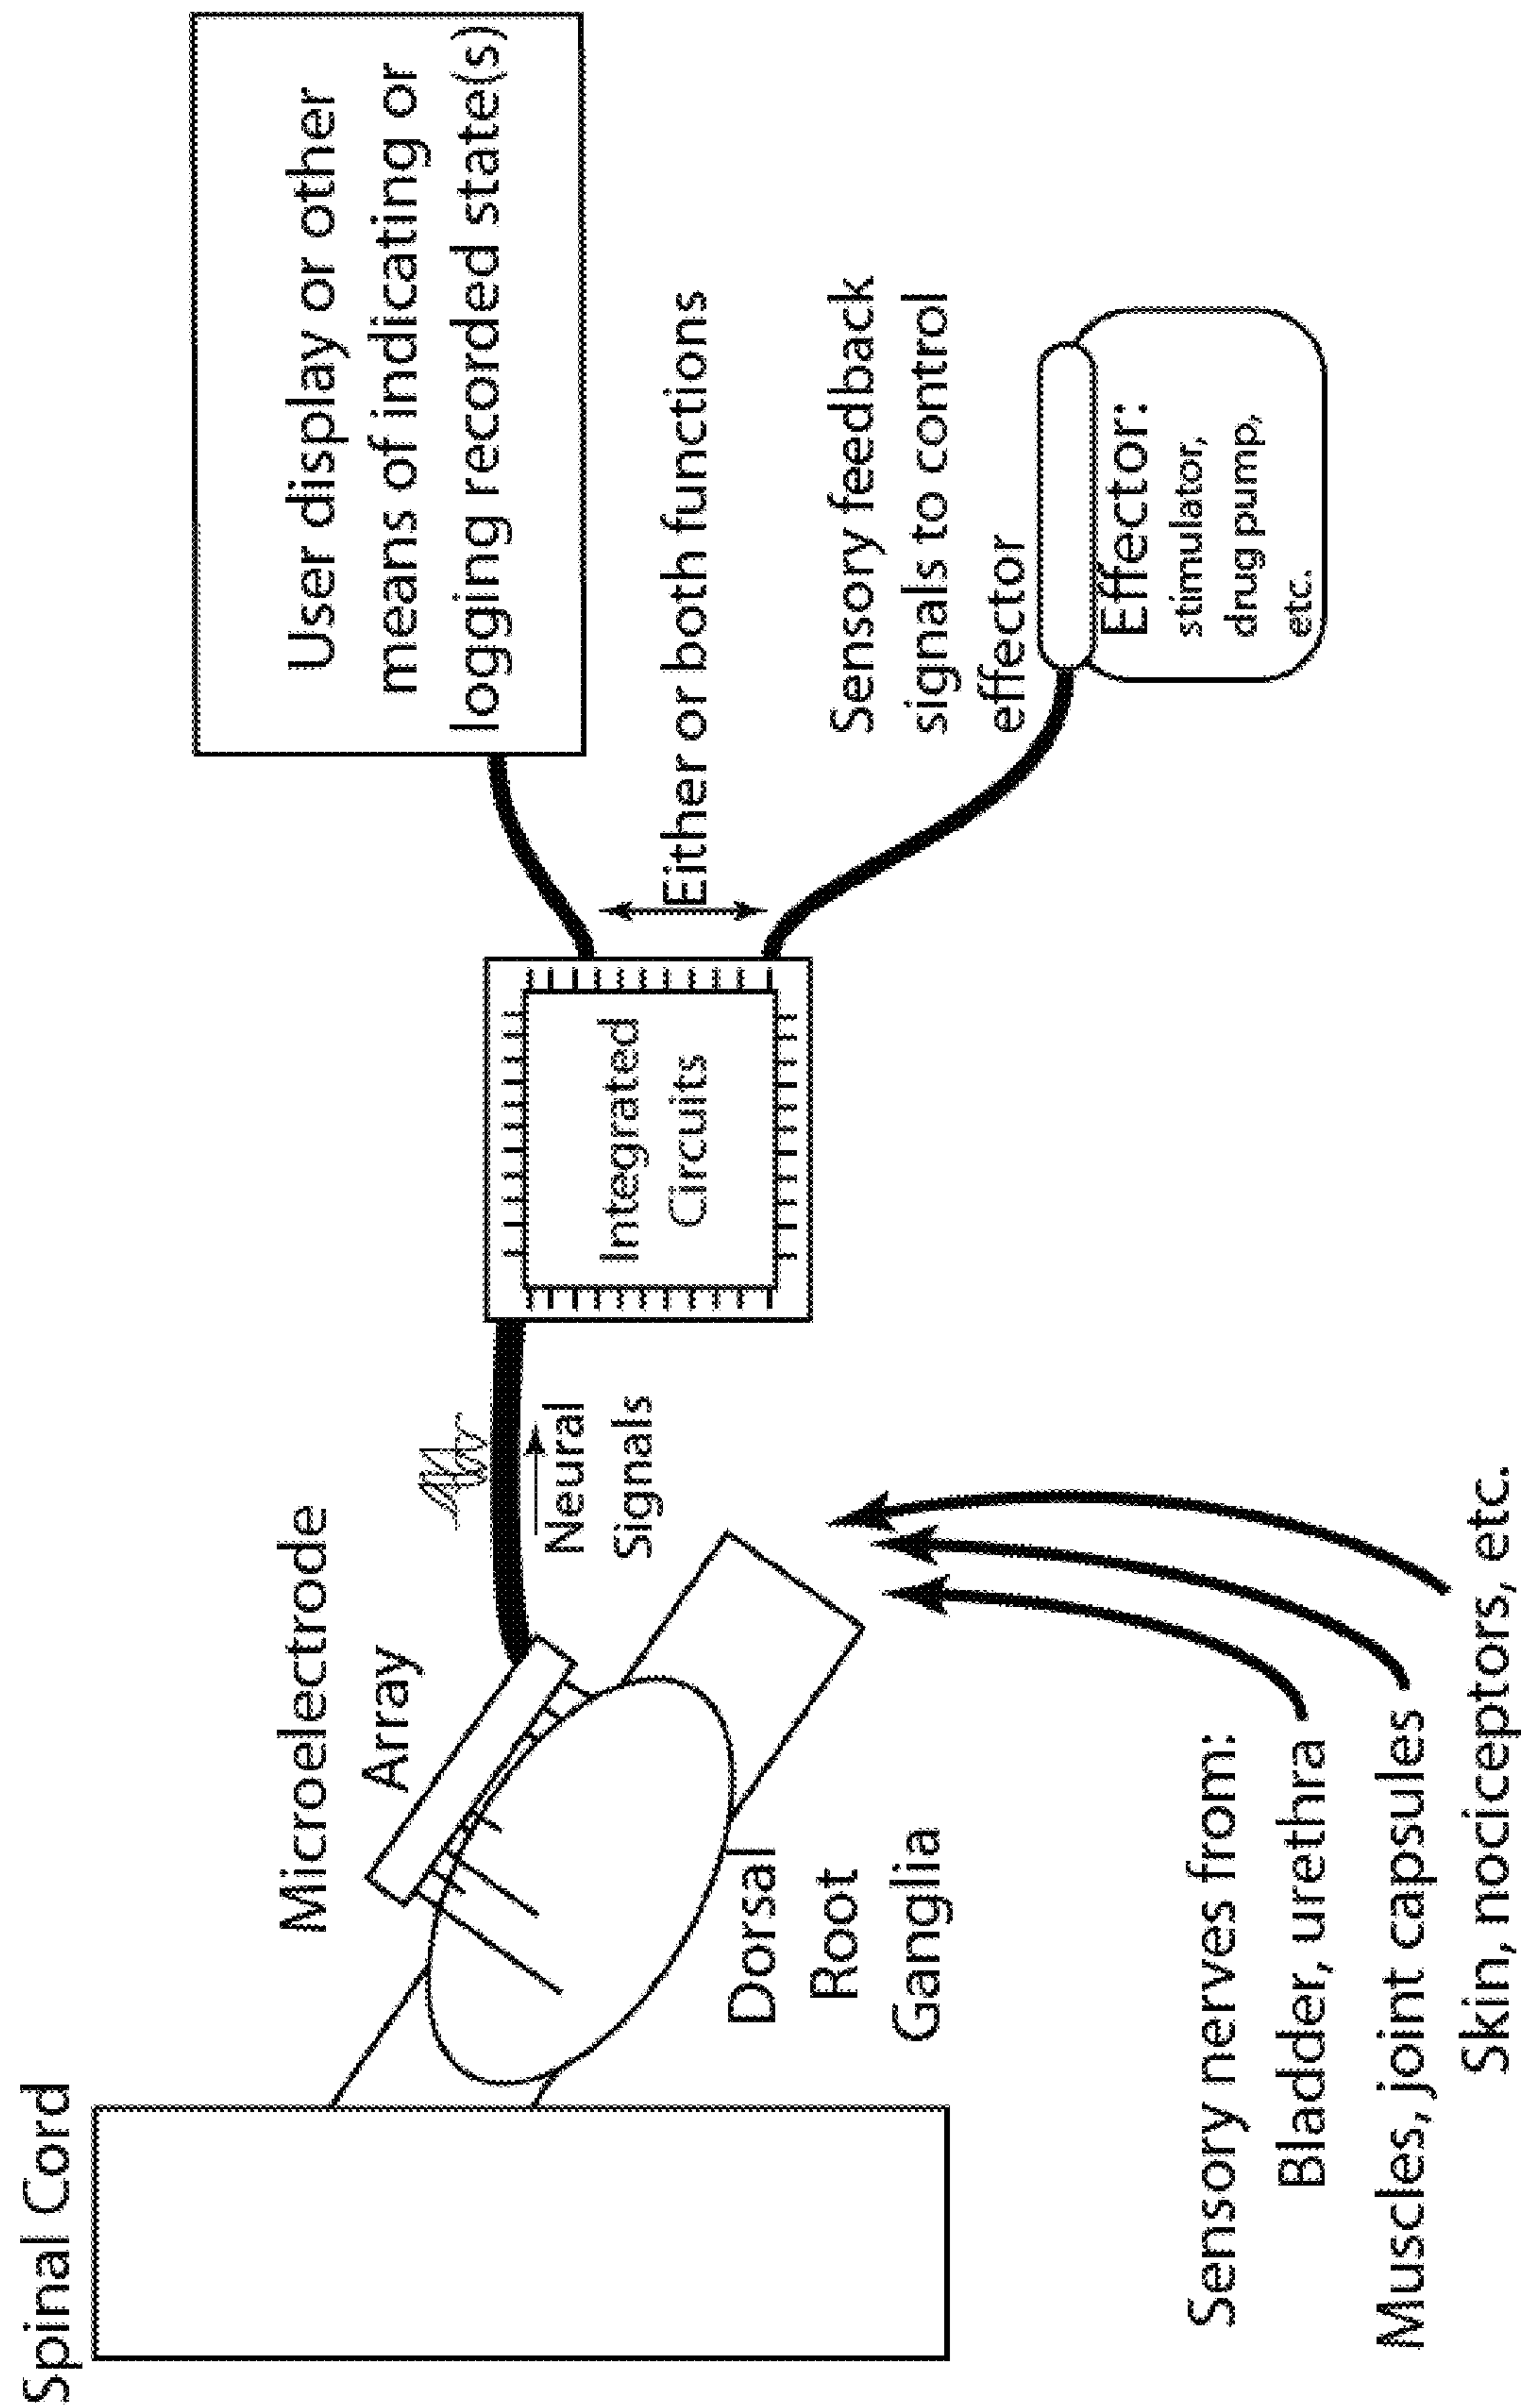 Spinal Cord
Microelectrode
Array
Dorsal
Root
Ganglia
Neural
Signals
Integrated
Circuits
User display or other
means of indicating or
logging recorded state(s)
Either or both functions
Sensory feedback
signals to control
effector
Effector:
stimulator,
drug pump,
etc.
Sensory nerves from:
Bladder, urethra
Muscles, joint capsules
Skin, nociceptors, etc.